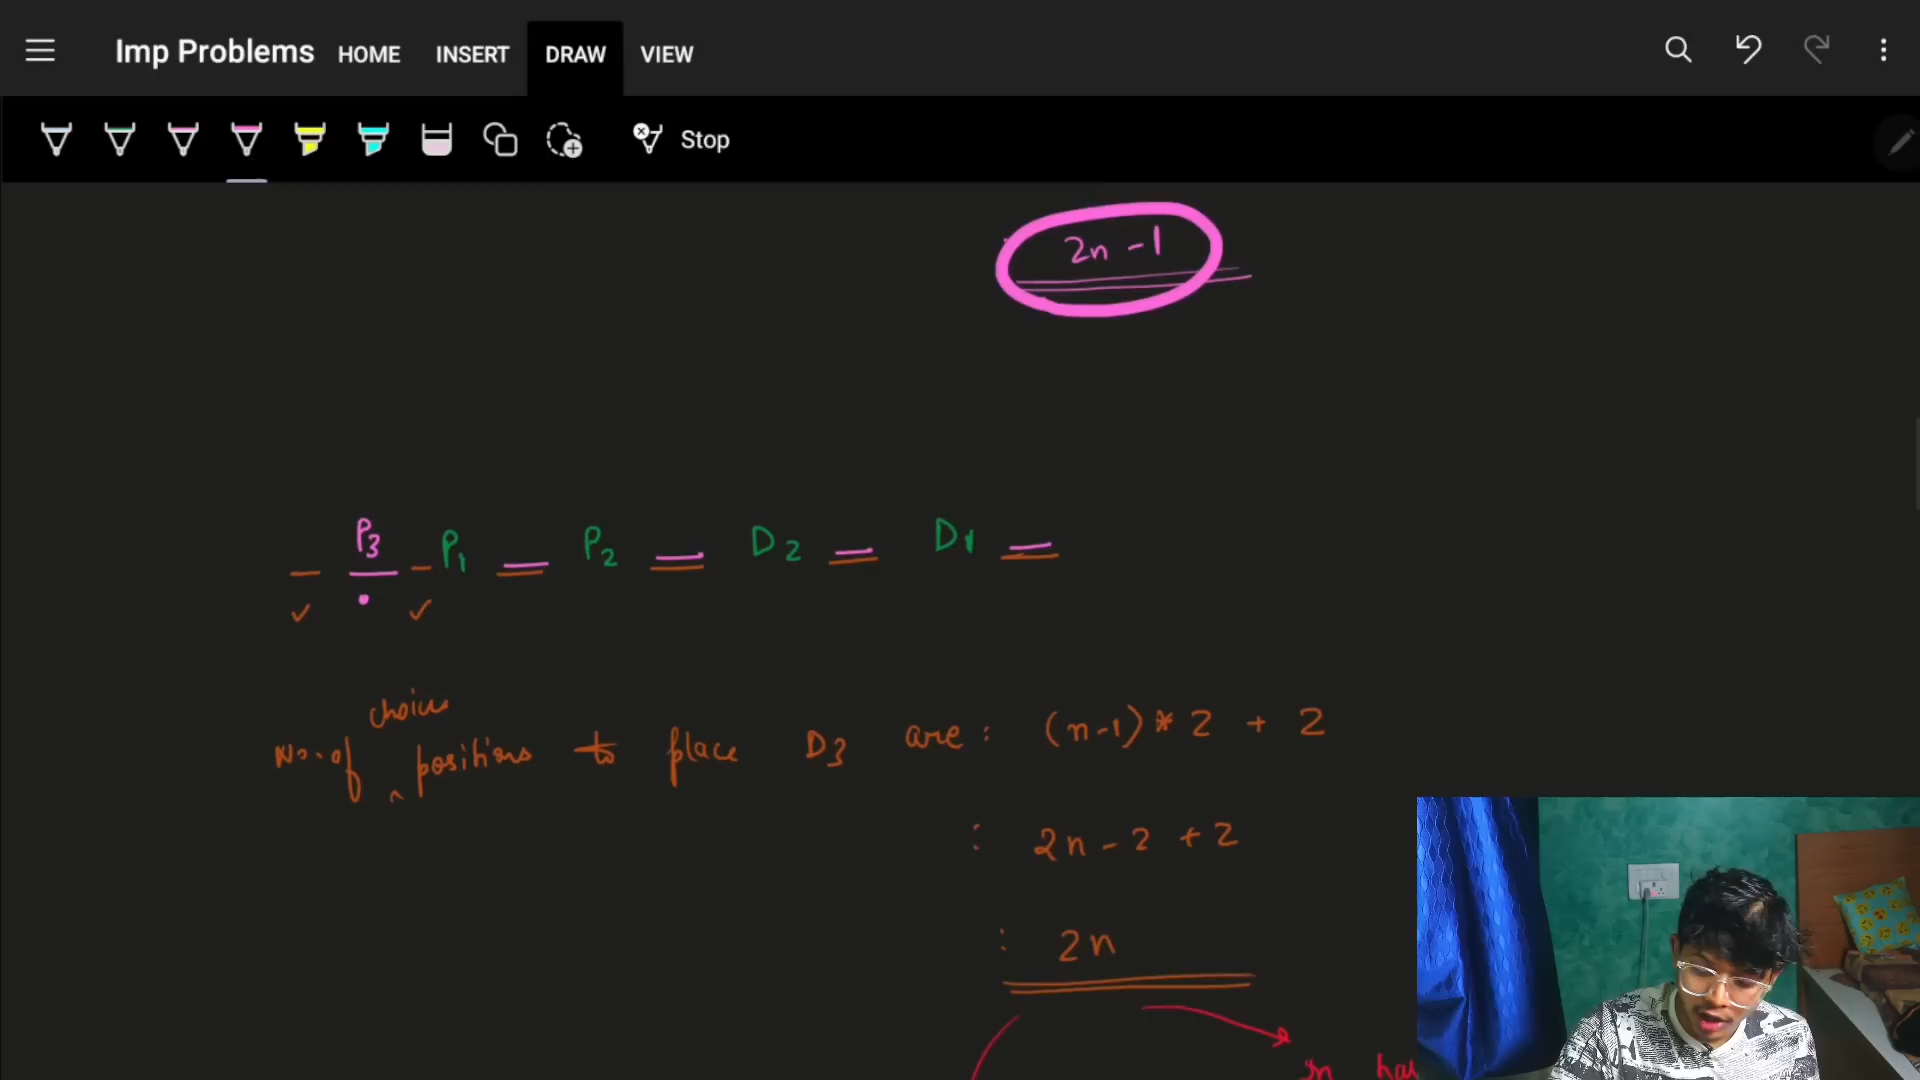 Imp Problems HOME INSERT DRAW VIEW
Stop
2n - 1
P3 P1 P2 D2 D1
choices
No. of positions to place D3 are : (n-1) * 2 + 2
: 2n - 2 + 2
: 2n